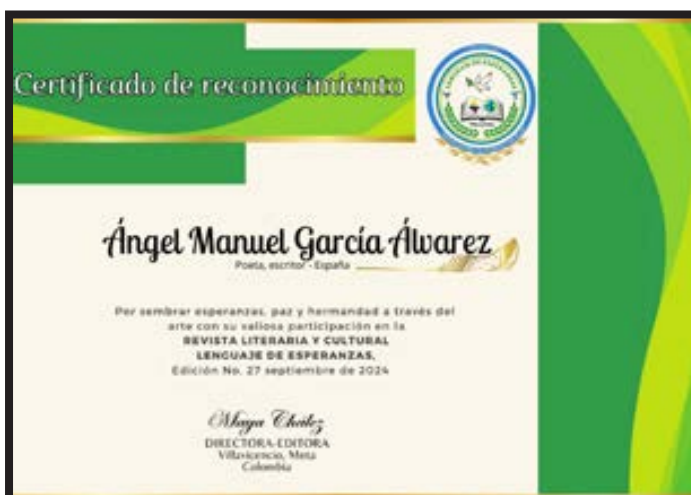 Certificado de reconocimiento
Ángel Manuel García Álvarez
Poeta, escritor - España
Por sembrar esperanzas, paz y hermandad a través del
arte con su valiosa participación en la
REVISTA LITERARIA Y CULTURAL
LENGUAJE DE ESPERANZAS,
Edición No. 27 septiembre de 2024
Maya
DIRECTORA-EDITORA
Villavicencio, Meta
Colombia